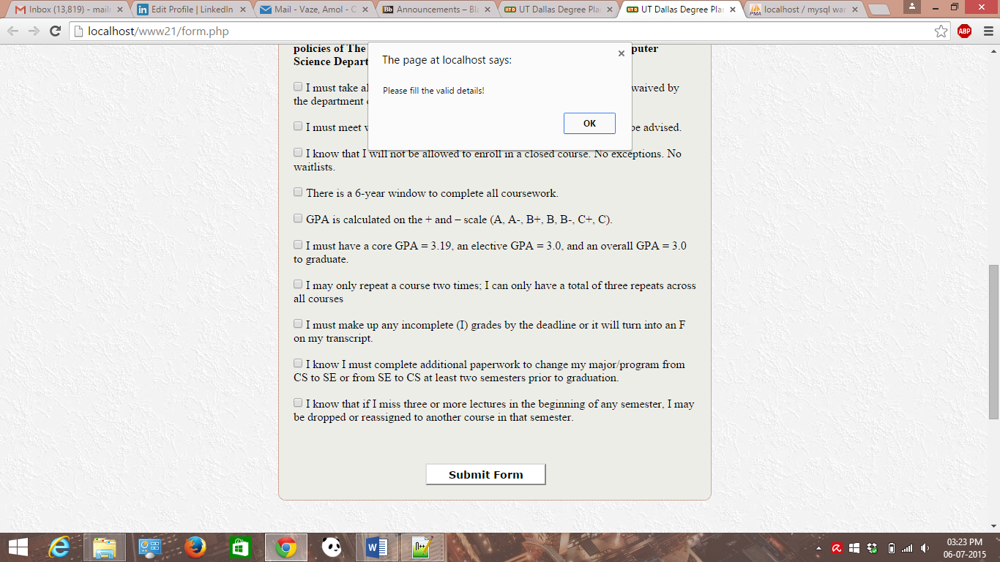 Inbox (13,819) - mailm
Edit Profile | LinkedIn
Mail - Vaze, Amol - O
Bb Announcements – Bla
UTD UT Dallas Degree Plan
UTD UT Dallas Degree Plan
PMA localhost / mysql wam
localhost/www21/form.php
ABP
policies of The
puter
Science Depart
The page at localhost says:
Please fill the valid details!
OK
I must take al
waived by
the department
I must meet w
be advised.
I know that I will not be allowed to enroll in a closed course. No exceptions. No
waitlists.
There is a 6-year window to complete all coursework.
GPA is calculated on the + and – scale (A, A-, B+, B, B-, C+, C).
I must have a core GPA = 3.19, an elective GPA = 3.0, and an overall GPA = 3.0
to graduate.
I may only repeat a course two times; I can only have a total of three repeats across
all courses
I must make up any incomplete (I) grades by the deadline or it will turn into an F
on my transcript.
I know I must complete additional paperwork to change my major/program from
CS to SE or from SE to CS at least two semesters prior to graduation.
I know that if I miss three or more lectures in the beginning of any semester, I may
be dropped or reassigned to another course in that semester.
Submit Form
03:23 PM
06-07-2015